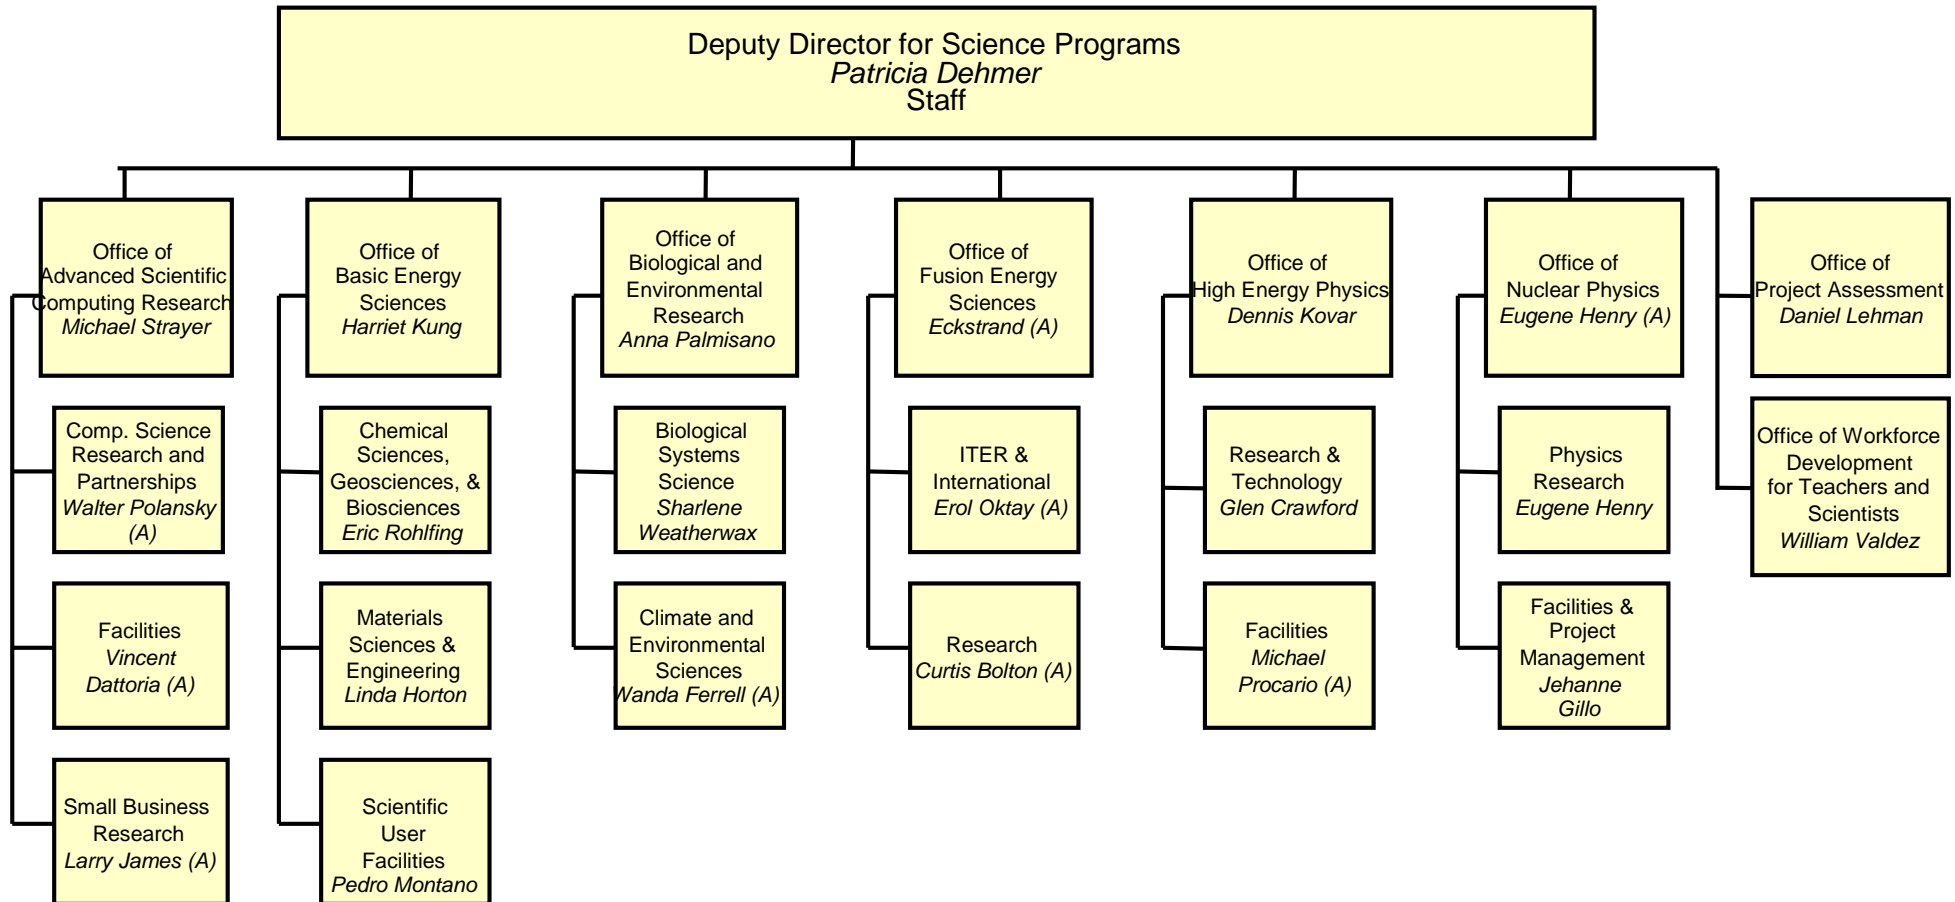 Deputy Director for Science Programs
Patricia Dehmer
Staff
Office of
Advanced Scientific
Computing Research
Michael Strayer
Office of
Basic Energy
Sciences
Harriet Kung
Office of
Biological and
Environmental
Research
Anna Palmisano
Office of
Fusion Energy
Sciences
Eckstrand (A)
Office of
High Energy Physics
Dennis Kovar
Office of
Nuclear Physics
Eugene Henry (A)
Office of
Project Assessment
Daniel Lehman
Comp. Science
Research and
Partnerships
Walter Polansky
(A)
Chemical
Sciences,
Geosciences, &
Biosciences
Eric Rohlfing
Biological
Systems
Science
Sharlene
Weatherwax
ITER &
International
Erol Oktay (A)
Research &
Technology
Glen Crawford
Physics
Research
Eugene Henry
Office of Workforce
Development
for Teachers and
Scientists
William Valdez
Facilities
Vincent
Dattoria (A)
Materials
Sciences &
Engineering
Linda Horton
Climate and
Environmental
Sciences
Wanda Ferrell (A)
Research
Curtis Bolton (A)
Facilities
Michael
Procario (A)
Facilities &
Project
Management
Jehanne
Gillo
Small Business
Research
Larry James (A)
Scientific
User
Facilities
Pedro Montano